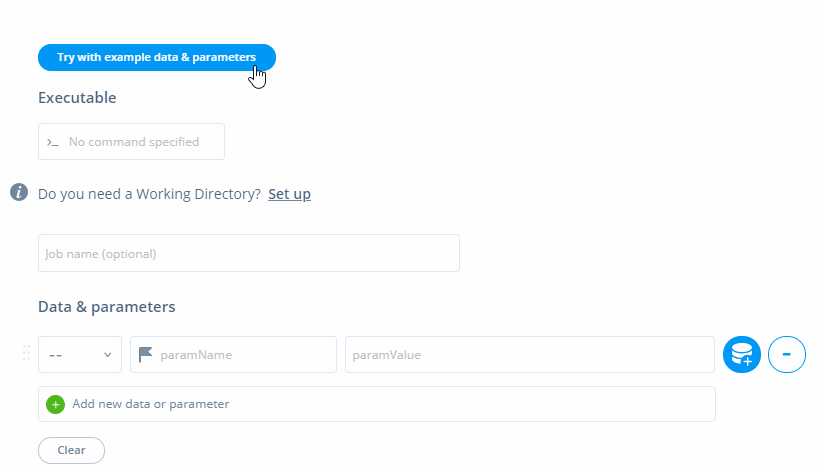 Try with example data & parameters
Executable
>_ No command specified
Do you need a Working Directory? Set up
Job name (optional)
Data & parameters
-- paramName paramValue -
+ Add new data or parameter
Clear